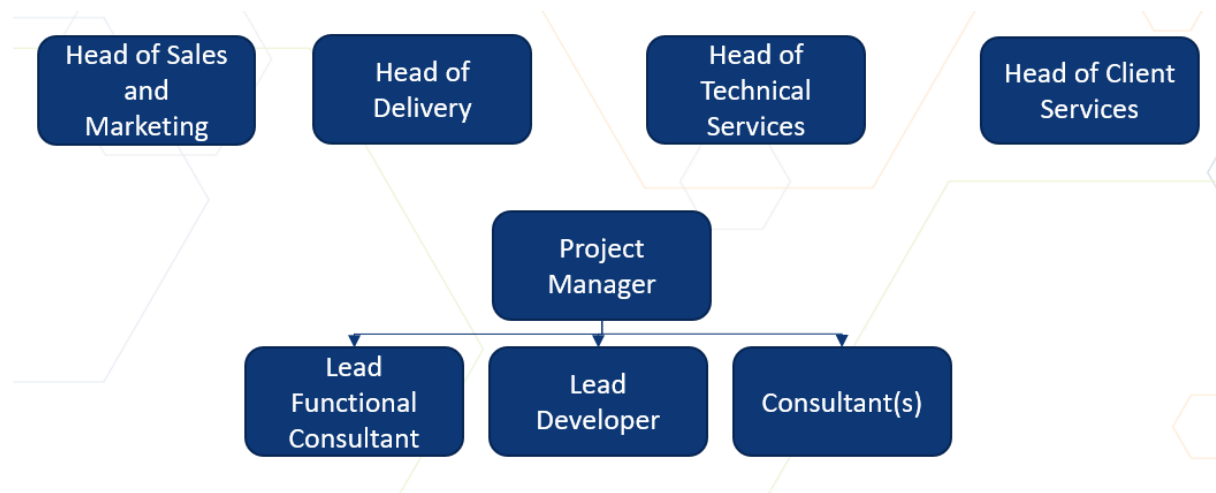 Head of Sales
and
Marketing
Head of
Delivery
Head of
Technical
Services
Head of Client
Services
Project
Manager
Lead
Functional
Consultant
Lead
Developer
Consultant(s)